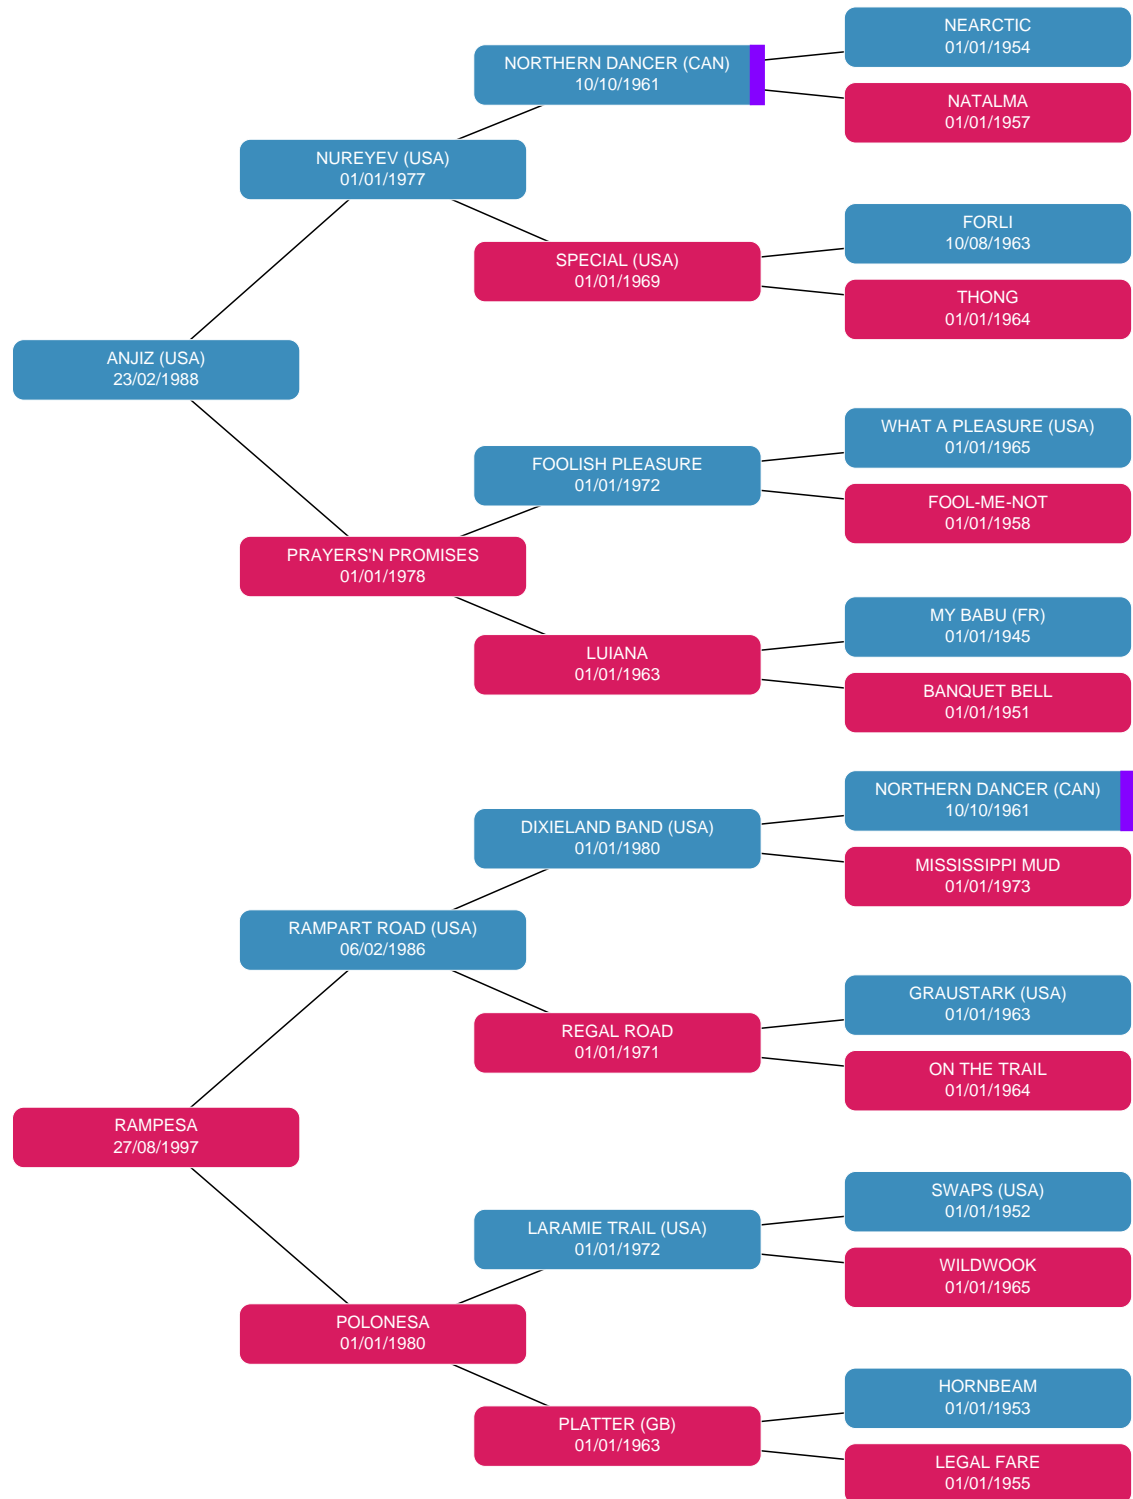 NEARCTIC
01/01/1954
NORTHERN DANCER (CAN)
10/10/1961
NATALMA
01/01/1957
NUREYEV (USA)
01/01/1977
FORLI
10/08/1963
SPECIAL (USA)
01/01/1969
THONG
01/01/1964
ANJIZ (USA)
23/02/1988
WHAT A PLEASURE (USA)
01/01/1965
FOOLISH PLEASURE
01/01/1972
FOOL-ME-NOT
01/01/1958
PRAYERS'N PROMISES
01/01/1978
MY BABU (FR)
01/01/1945
LUIANA
01/01/1963
BANQUET BELL
01/01/1951
NORTHERN DANCER (CAN)
10/10/1961
DIXIELAND BAND (USA)
01/01/1980
MISSISSIPPI MUD
01/01/1973
RAMPART ROAD (USA)
06/02/1986
GRAUSTARK (USA)
01/01/1963
REGAL ROAD
01/01/1971
ON THE TRAIL
01/01/1964
RAMPESA
27/08/1997
SWAPS (USA)
01/01/1952
LARAMIE TRAIL (USA)
01/01/1972
WILDWOOK
01/01/1965
POLONESA
01/01/1980
HORNBEAM
01/01/1953
PLATTER (GB)
01/01/1963
LEGAL FARE
01/01/1955